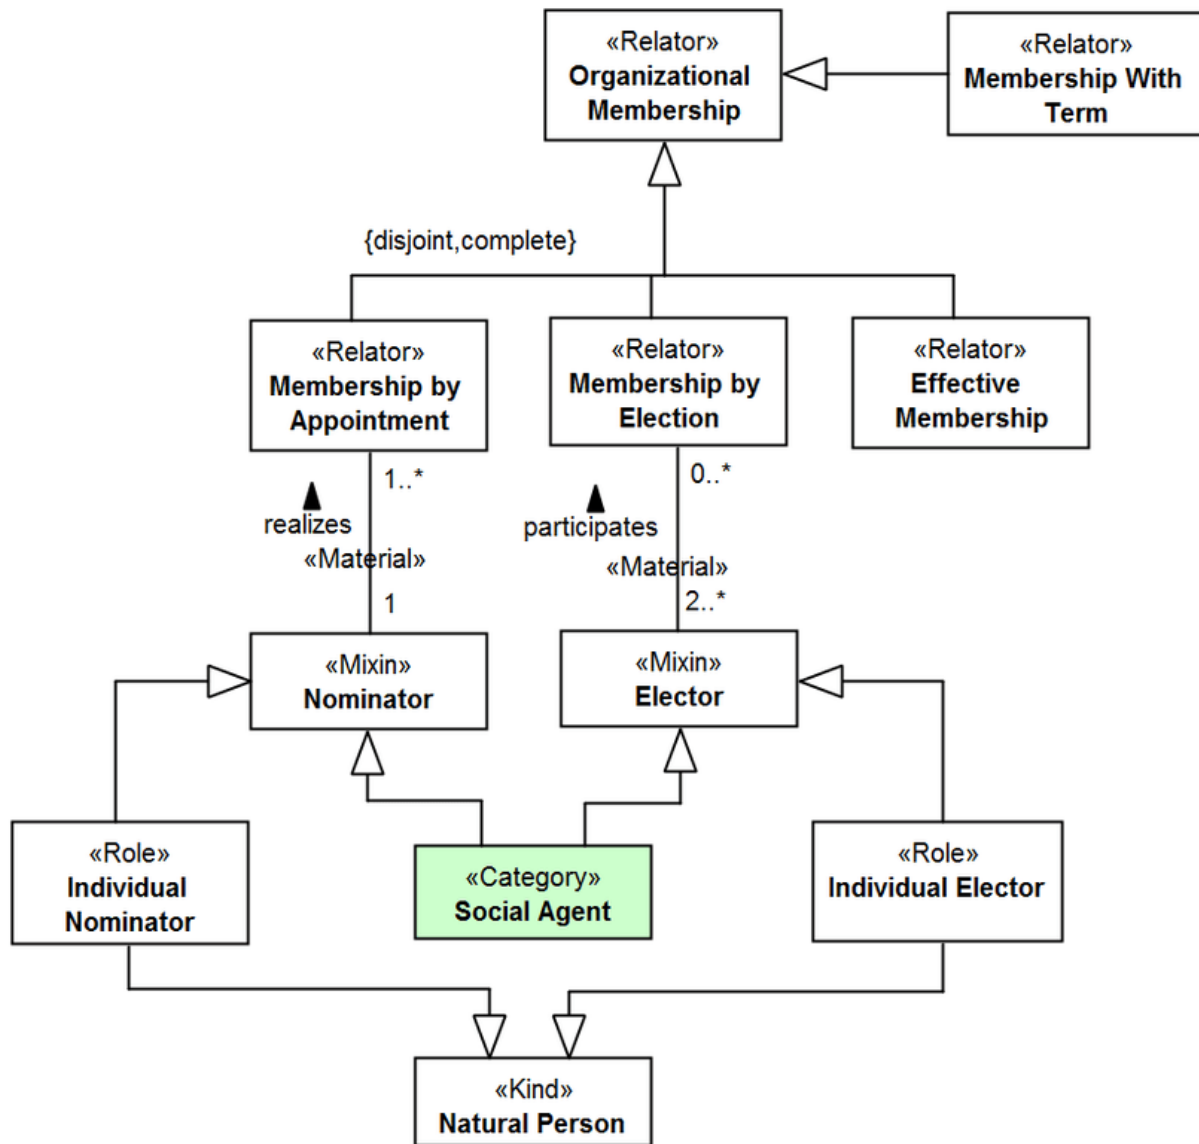 «Relator»
Organizational
Membership
«Relator»
Membership With
Term
{disjoint,complete}
«Relator»
Membership by
Appointment
«Relator»
Membership by
Election
«Relator»
Effective
Membership
1..*
realizes
«Material»
1
0..*
participates
«Material»
2..*
«Mixin»
Nominator
«Mixin»
Elector
«Role»
Individual
Nominator
«Category»
Social Agent
«Role»
Individual Elector
«Kind»
Natural Person